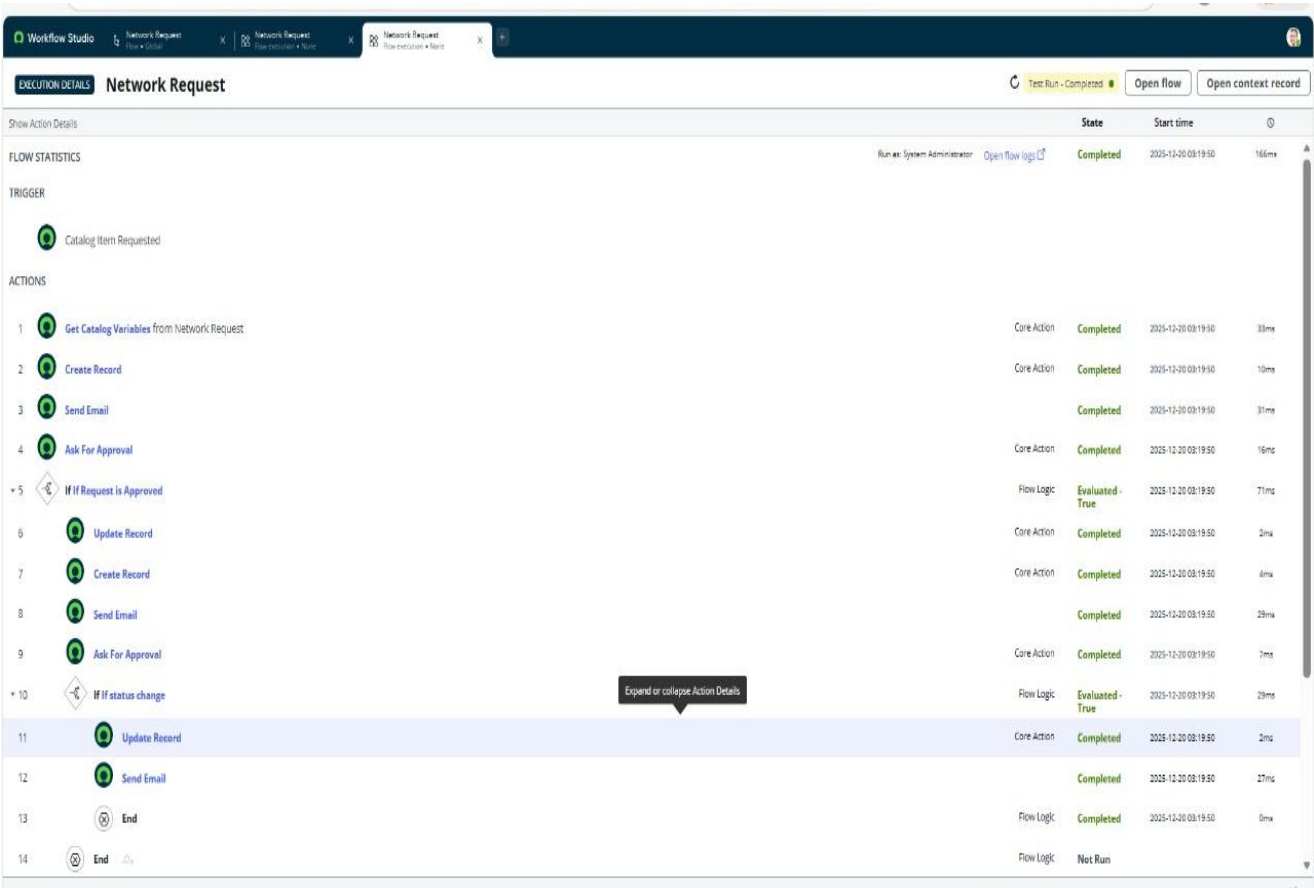 Workflow Studio
Network Request
Flow • Global
Network Request
Flow execution • None
Network Request
Flow execution • None
EXECUTION DETAILS Network Request
Test Run - Completed Open flow Open context record
Show Action Details State Start time
FLOW STATISTICS Run as: System Administrator Open flow logs Completed 2025-12-20 03:19:50 166ms
TRIGGER
Catalog Item Requested
ACTIONS
1 Get Catalog Variables from Network Request Core Action Completed 2025-12-20 03:19:50 33ms
2 Create Record Core Action Completed 2025-12-20 03:19:50 10ms
3 Send Email Completed 2025-12-20 03:19:50 31ms
4 Ask For Approval Core Action Completed 2025-12-20 03:19:50 16ms
5 If If Request is Approved Flow Logic Evaluated - True 2025-12-20 03:19:50 71ms
6 Update Record Core Action Completed 2025-12-20 03:19:50 2ms
7 Create Record Core Action Completed 2025-12-20 03:19:50 4ms
8 Send Email Completed 2025-12-20 03:19:50 29ms
9 Ask For Approval Core Action Completed 2025-12-20 03:19:50 7ms
10 If If status change Flow Logic Evaluated - True 2025-12-20 03:19:50 29ms
Expand or collapse Action Details
11 Update Record Core Action Completed 2025-12-20 03:19:50 2ms
12 Send Email Completed 2025-12-20 03:19:50 27ms
13 End Flow Logic Completed 2025-12-20 03:19:50 0ms
14 End Flow Logic Not Run